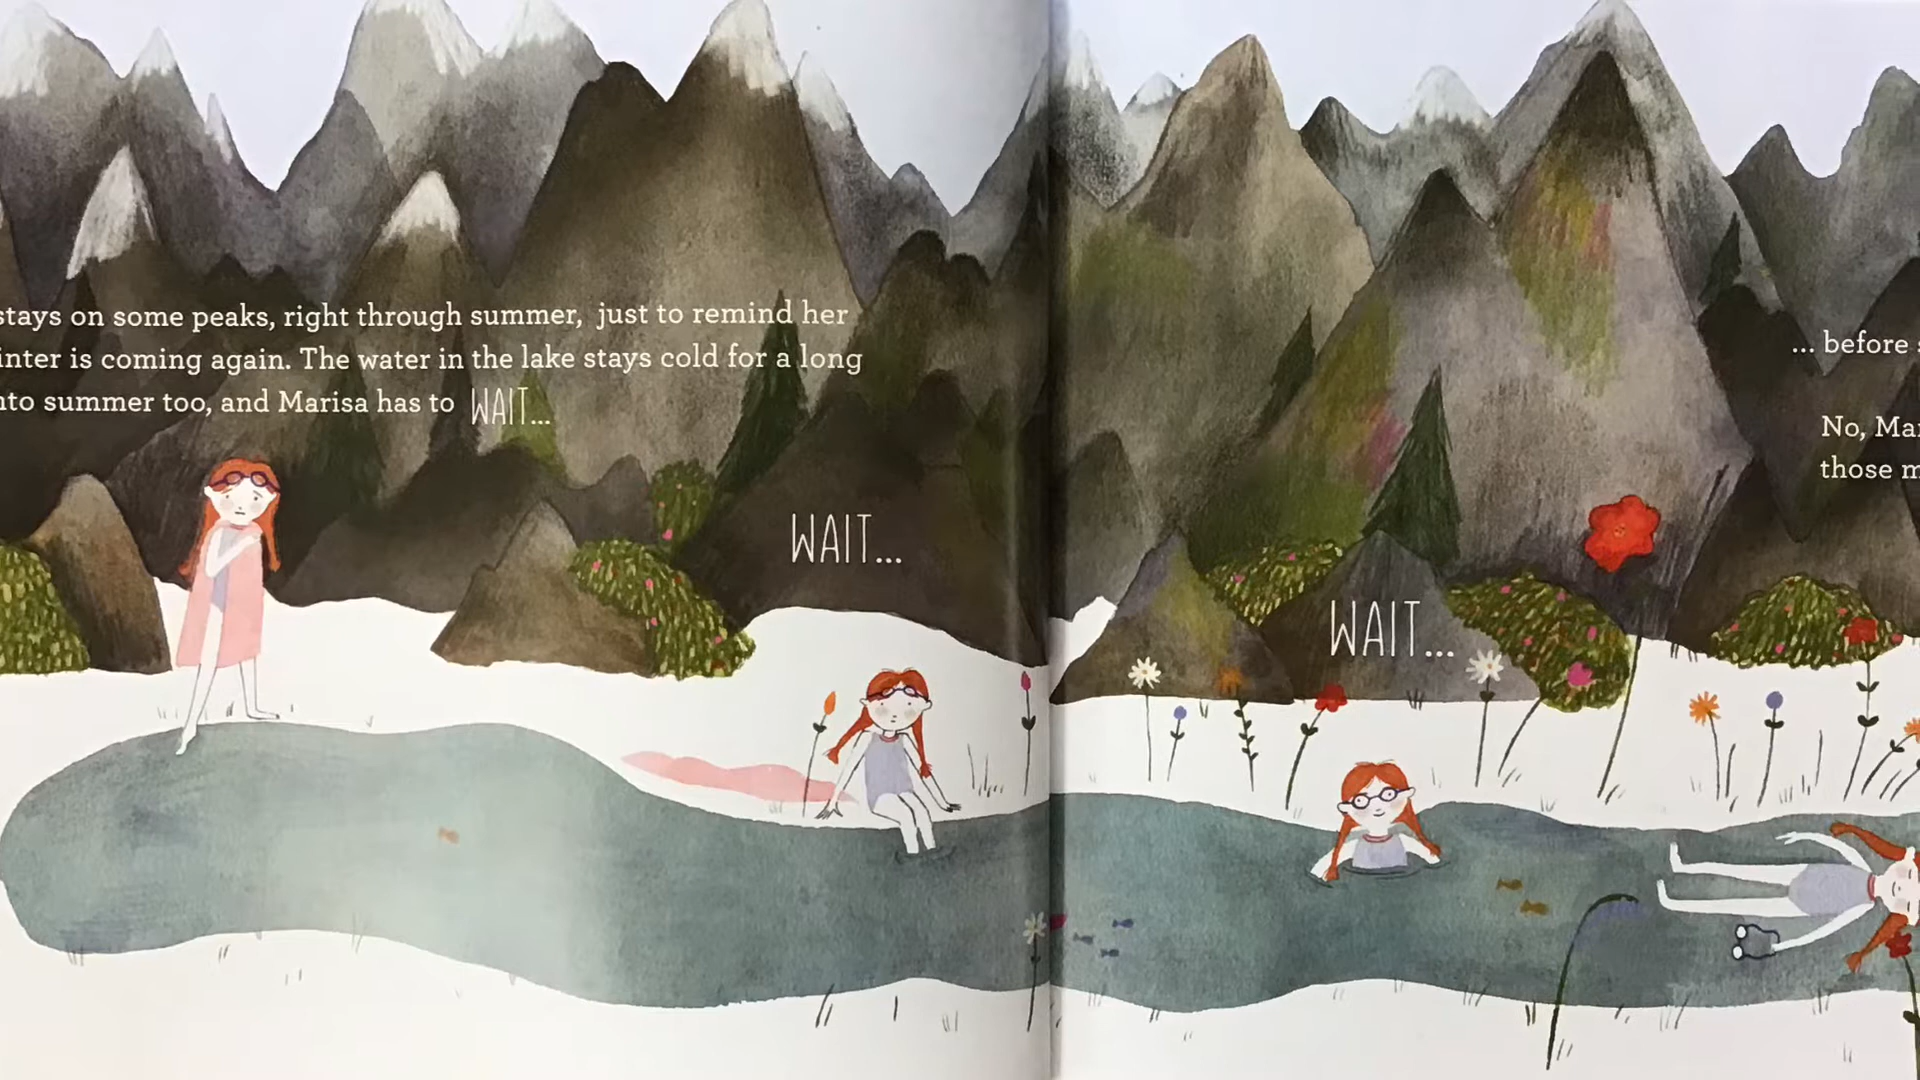 stays on some peaks, right through summer, just to remind her
inter is coming again. The water in the lake stays cold for a long
nto summer too, and Marisa has to WAIT...
WAIT...
WAIT...
... before
No, Mar
those m